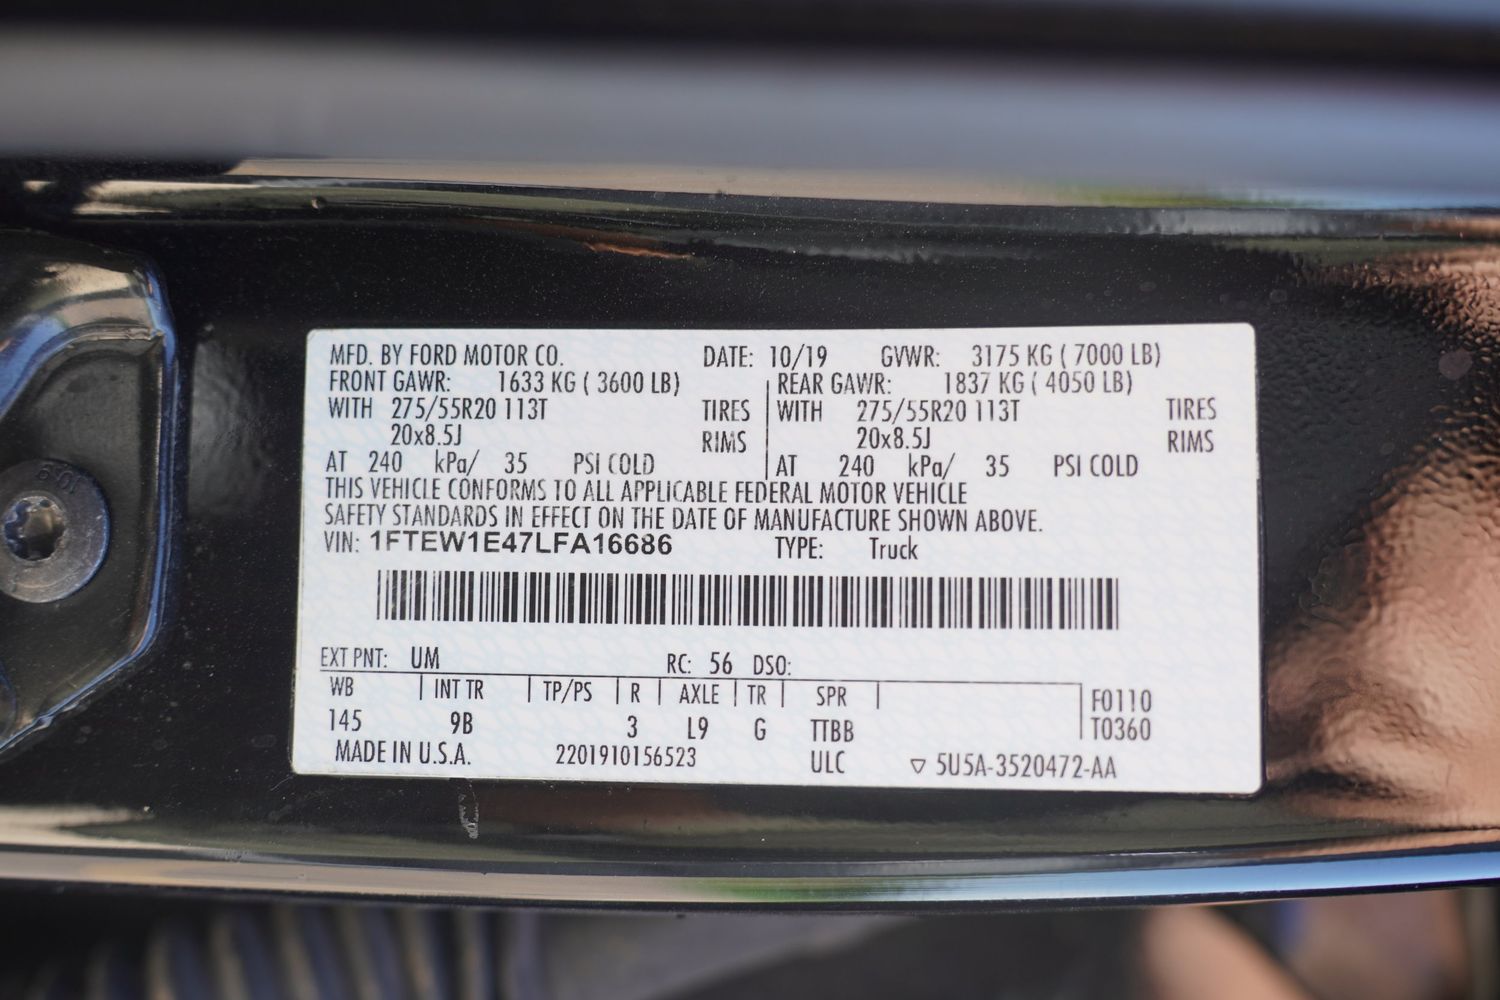 MFD. BY FORD MOTOR CO. DATE: 10/19 GVWR: 3175 KG ( 7000 LB)
FRONT GAWR: 1633 KG ( 3600 LB) REAR GAWR: 1837 KG ( 4050 LB)
WITH 275/55R20 113T TIRES WITH 275/55R20 113T TIRES
20x8.5J RIMS 20x8.5J RIMS
AT 240 kPa/ 35 PSI COLD AT 240 kPa/ 35 PSI COLD
THIS VEHICLE CONFORMS TO ALL APPLICABLE FEDERAL MOTOR VEHICLE
SAFETY STANDARDS IN EFFECT ON THE DATE OF MANUFACTURE SHOWN ABOVE.
VIN: 1FTEW1E47LFA16686 TYPE: Truck
EXT PNT: UM RC: 56 DSO:
WB INT TR TP/PS R AXLE TR SPR F0110
145 9B 3 L9 G TTBB T0360
MADE IN U.S.A. 2201910156523 ULC ▽ 5U5A-3520472-AA
10.9